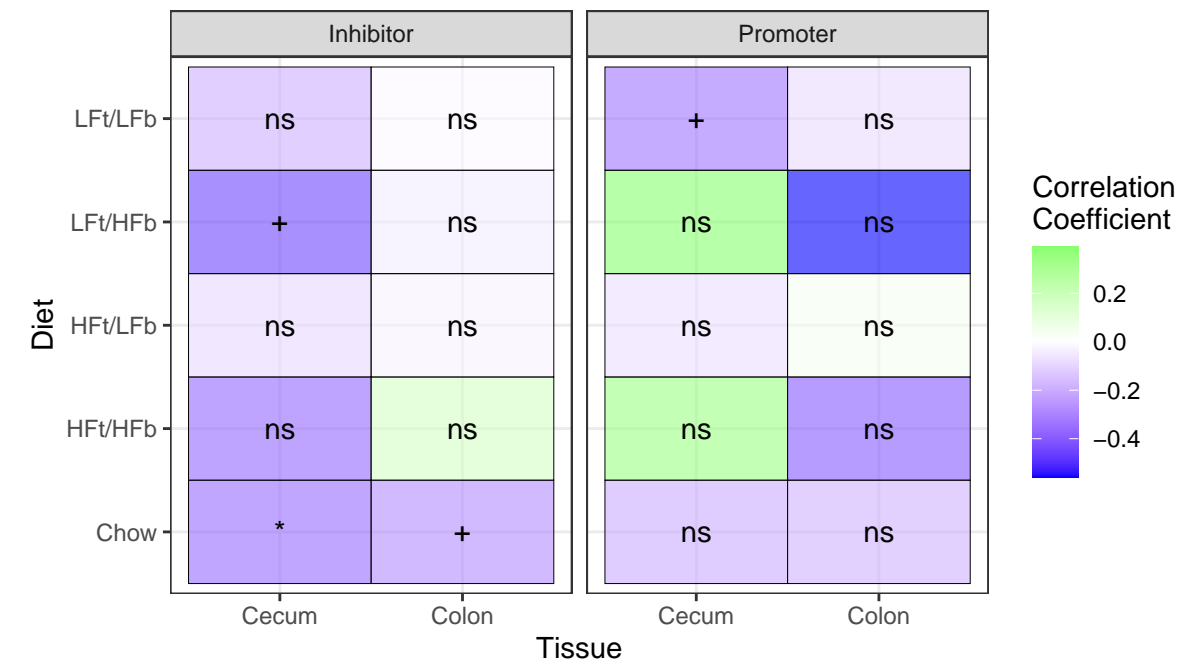 Inhibitor Promoter
LFt/LFb ns ns + ns
LFt/HFb + ns ns ns
HFt/LFb ns ns ns ns
HFt/HFb ns ns ns ns
Chow * + ns ns
Cecum Colon Cecum Colon
Tissue
Diet
Correlation
Coefficient
0.2
0.0
−0.2
−0.4